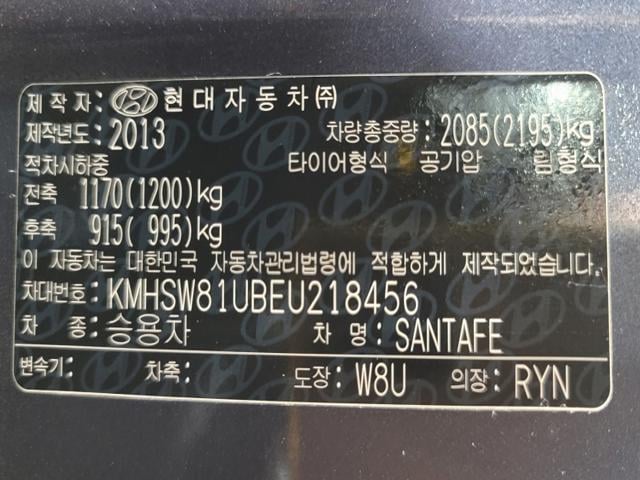 제작자: 현대자동차㈜
제작년도: 2013 차량총중량: 2085(2195)kg
적차시하중 타이어형식 공기압 림형식
전축 1170(1200)kg
후축 915( 995)kg
이 자동차는 대한민국 자동차관리법령에 적합하게 제작되었습니다.
차대번호: KMHSW81UBEU218456
차 종: 승용차 차 명: SANTAFE
변속기: 차축: 도장: W8U 의장: RYN